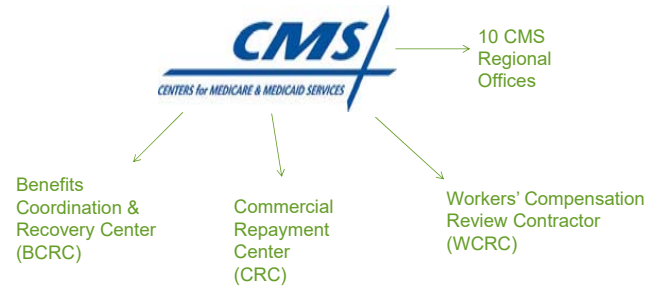 CMS
CENTERS for MEDICARE & MEDICAID SERVICES
10 CMS
Regional
Offices
Benefits
Coordination &
Recovery Center
(BCRC)
Commercial
Repayment
Center
(CRC)
Workers’ Compensation
Review Contractor
(WCRC)